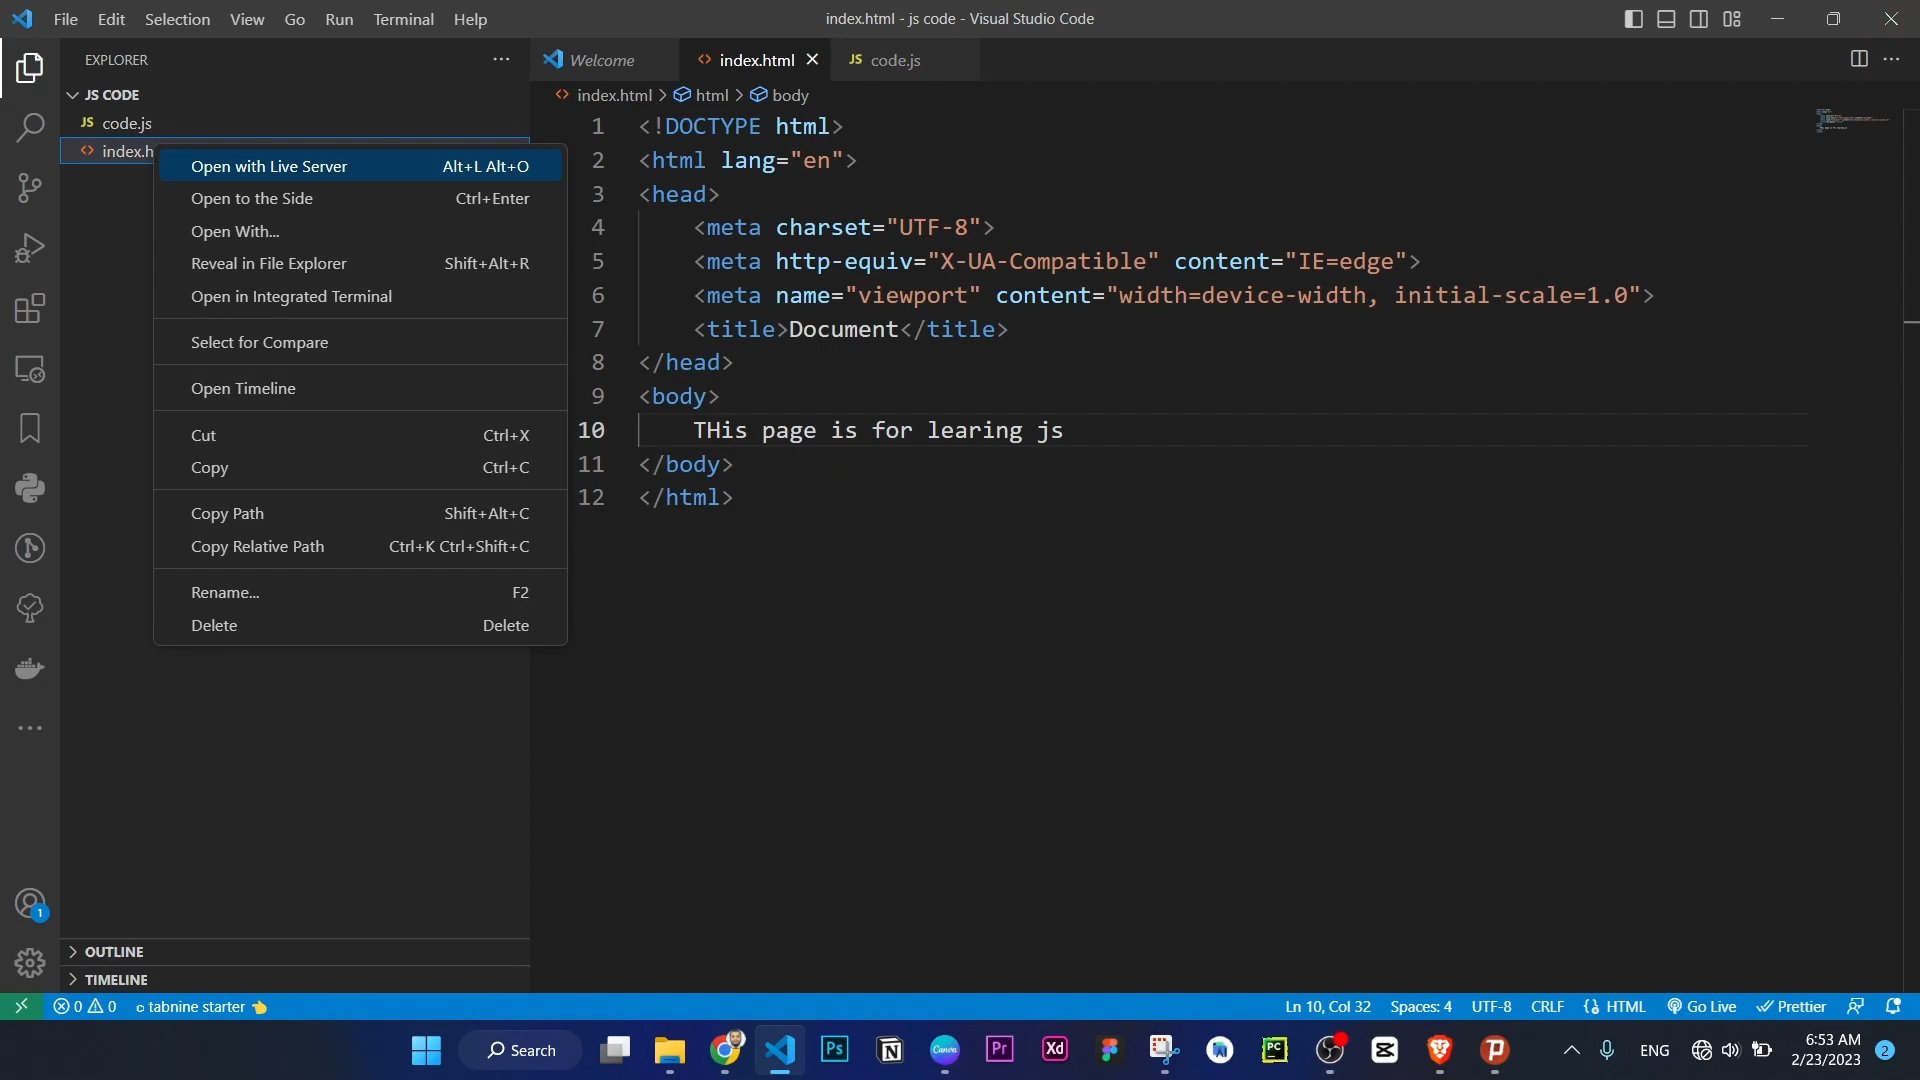 File Edit Selection View Go Run Terminal Help
index.html - js code - Visual Studio Code
EXPLORER
JS CODE
JS code.js
index.h
Open with Live Server Alt+L Alt+O
Open to the Side Ctrl+Enter
Open With...
Reveal in File Explorer Shift+Alt+R
Open in Integrated Terminal
Select for Compare
Open Timeline
Cut Ctrl+X
Copy Ctrl+C
Copy Path Shift+Alt+C
Copy Relative Path Ctrl+K Ctrl+Shift+C
Rename... F2
Delete Delete
1
OUTLINE
TIMELINE
Welcome
index.html
JS code.js
index.html > html > body
1 <!DOCTYPE html>
2 <html lang="en">
3 <head>
4 <meta charset="UTF-8">
5 <meta http-equiv="X-UA-Compatible" content="IE=edge">
6 <meta name="viewport" content="width=device-width, initial-scale=1.0">
7 <title>Document</title>
8 </head>
9 <body>
10 THis page is for learing js
11 </body>
12 </html>
0 0 tabnine starter
Ln 10, Col 32 Spaces: 4 UTF-8 CRLF {} HTML Go Live Prettier
Search
Ps
N
Canva
Pr
Xd
PC
ENG
6:53 AM
2/23/2023
2